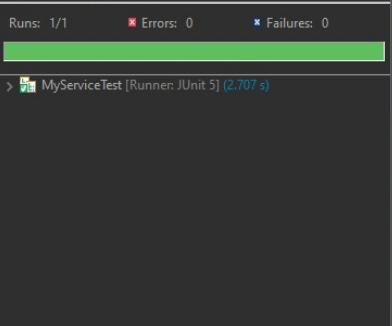 Runs: 1/1 Errors: 0 Failures: 0
MyServiceTest [Runner: JUnit 5] (2.707 s)